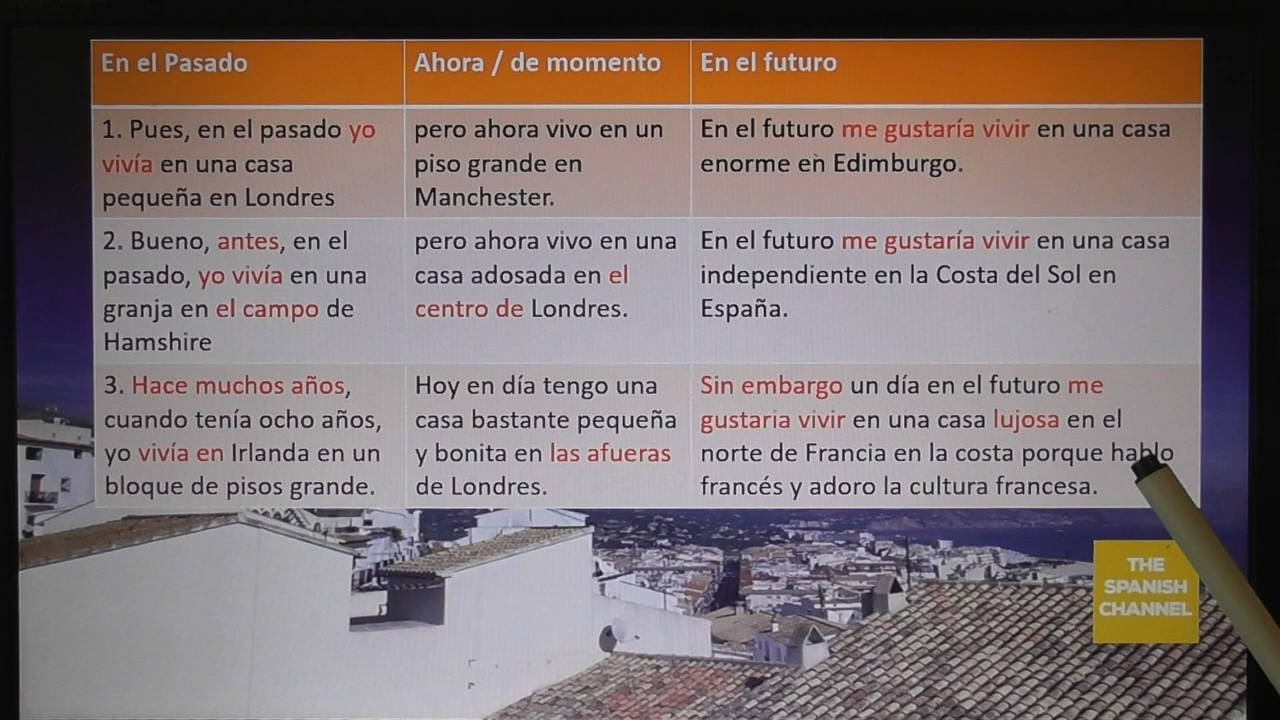 En el Pasado
Ahora / de momento
En el futuro
1. Pues, en el pasado yo
vivía en una casa
pequeña en Londres
pero ahora vivo en un
piso grande en
Manchester.
En el futuro me gustaría vivir en una casa
enorme en Edimburgo.
2. Bueno, antes, en el
pasado, yo vivía en una
granja en el campo de
Hamshire
pero ahora vivo en una
casa adosada en el
centro de Londres.
En el futuro me gustaría vivir en una casa
independiente en la Costa del Sol en
España.
3. Hace muchos años,
cuando tenía ocho años,
yo vivía en Irlanda en un
bloque de pisos grande.
Hoy en día tengo una
casa bastante pequeña
y bonita en las afueras
de Londres.
Sin embargo un día en el futuro me
gustaria vivir en una casa lujosa en el
norte de Francia en la costa porque hablo
francés y adoro la cultura francesa.
THE
SPANISH
CHANNEL